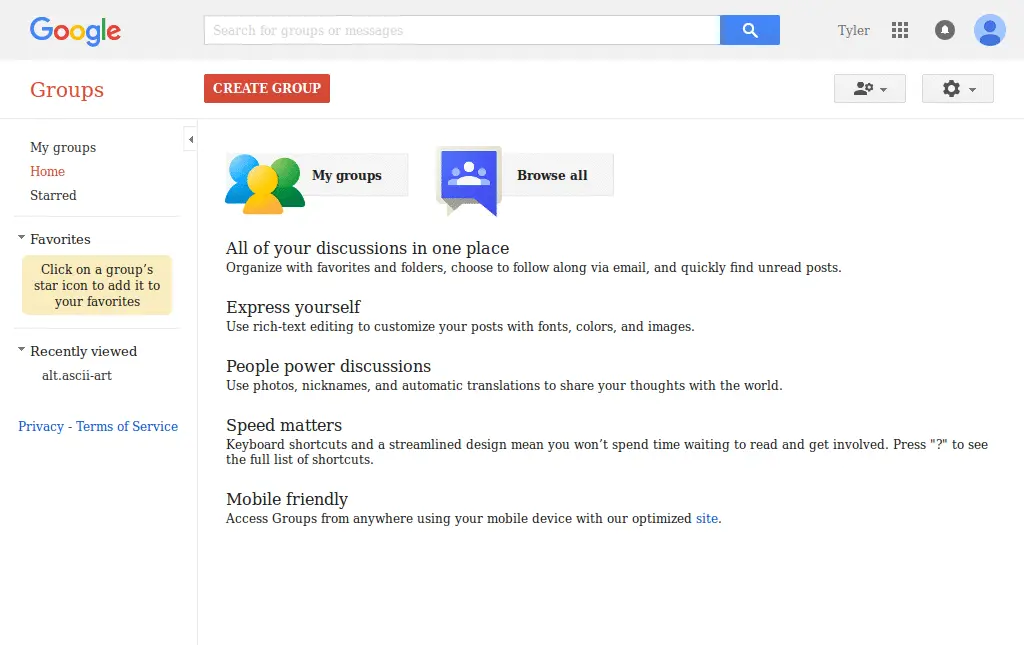 Google
Search for groups or messages
Tyler
Groups
CREATE GROUP
My groups
Home
Starred
Favorites
Click on a group’s
star icon to add it to
your favorites
Recently viewed
alt.ascii-art
Privacy - Terms of Service
My groups
Browse all
All of your discussions in one place
Organize with favorites and folders, choose to follow along via email, and quickly find unread posts.
Express yourself
Use rich-text editing to customize your posts with fonts, colors, and images.
People power discussions
Use photos, nicknames, and automatic translations to share your thoughts with the world.
Speed matters
Keyboard shortcuts and a streamlined design mean you won’t spend time waiting to read and get involved. Press "?" to see
the full list of shortcuts.
Mobile friendly
Access Groups from anywhere using your mobile device with our optimized site.